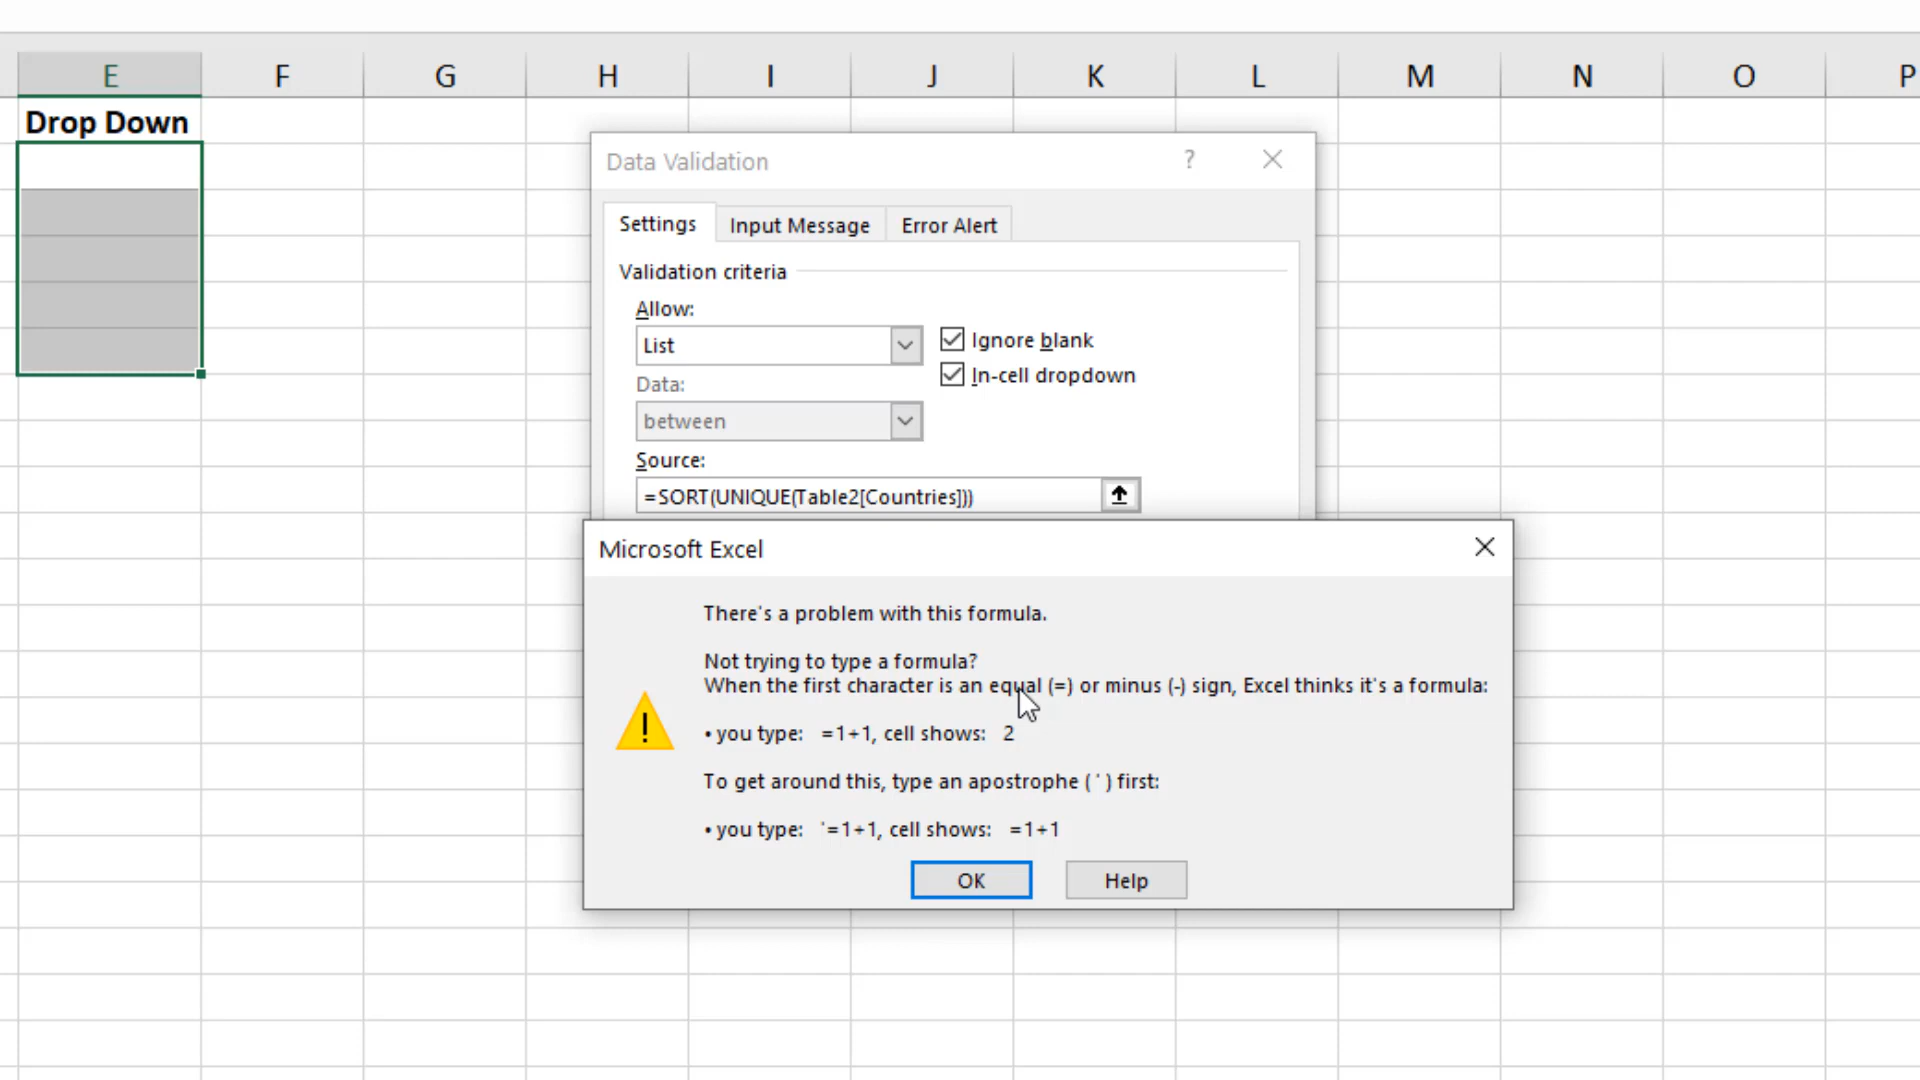 E F G H I J K L M N O P
Drop Down
Data Validation ?
Settings Input Message Error Alert
Validation criteria
Allow:
List
Ignore blank
In-cell dropdown
Data:
between
Source:
=SORT(UNIQUE(Table2[Countries]))
Microsoft Excel
There's a problem with this formula.
Not trying to type a formula?
When the first character is an equal (=) or minus (-) sign, Excel thinks it's a formula:
• you type: =1+1, cell shows: 2
To get around this, type an apostrophe ( ' ) first:
• you type: '=1+1, cell shows: =1+1
OK Help